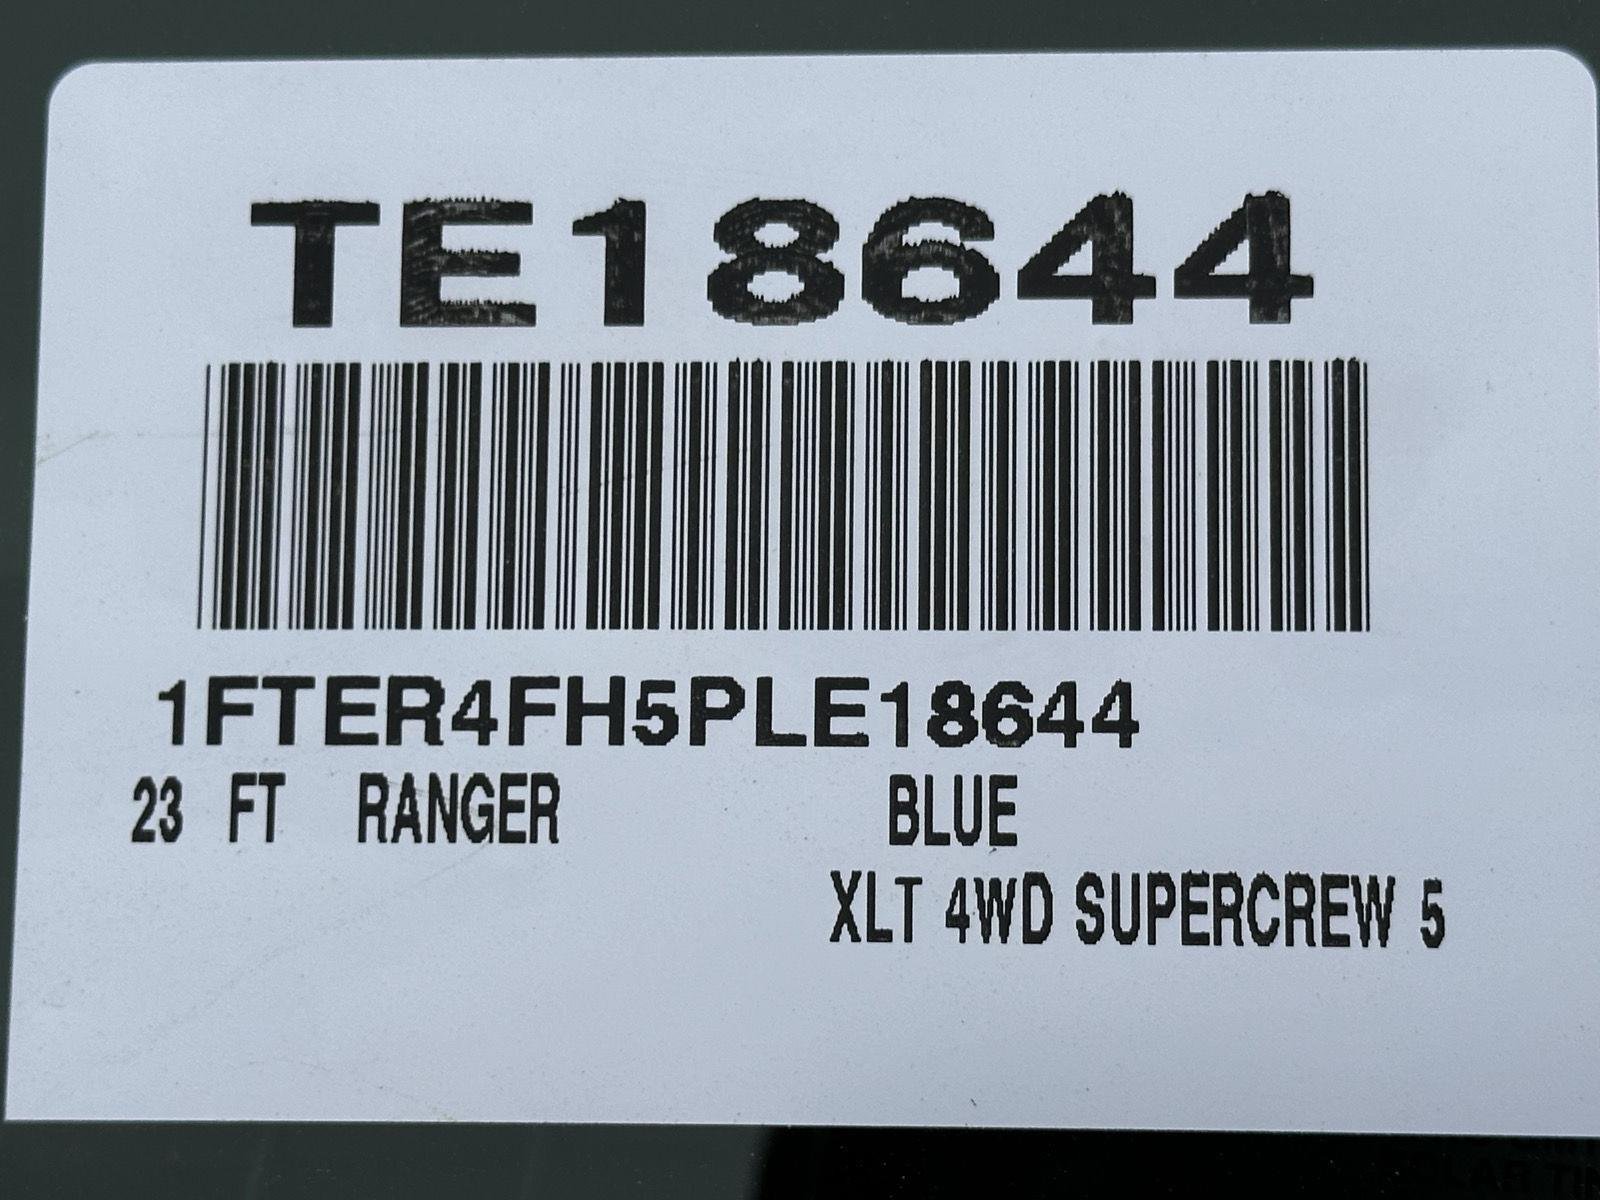 TE18644
1FTER4FH5PLE18644
23 FT RANGER BLUE
XLT 4WD SUPERCREW 5